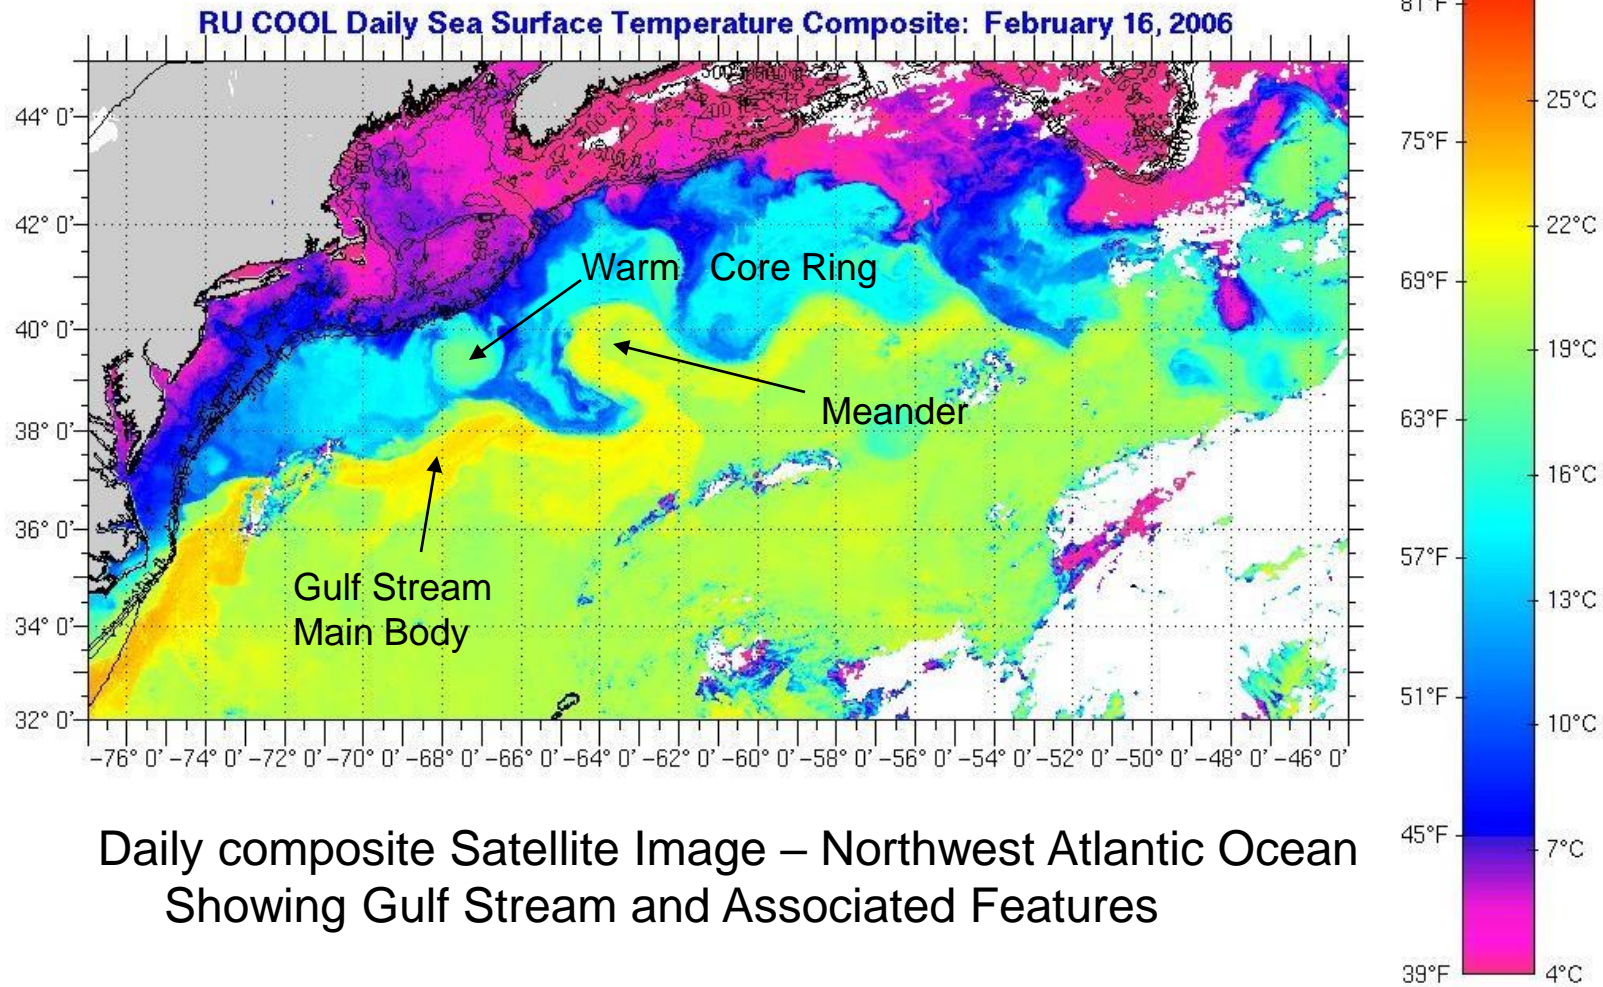 RU COOL Daily Sea Surface Temperature Composite: February 16, 2006
81°F
25°C
75°F
22°C
69°F
19°C
63°F
16°C
57°F
13°C
51°F
10°C
45°F
7°C
39°F
4°C
44° 0'
42° 0'
40° 0'
38° 0'
36° 0'
34° 0'
32° 0'
Warm Core Ring
Meander
Gulf Stream
Main Body
-76° 0' -74° 0' -72° 0' -70° 0' -68° 0' -66° 0' -64° 0' -62° 0' -60° 0' -58° 0' -56° 0' -54° 0' -52° 0' -50° 0' -48° 0' -46° 0'
Daily composite Satellite Image – Northwest Atlantic Ocean
Showing Gulf Stream and Associated Features